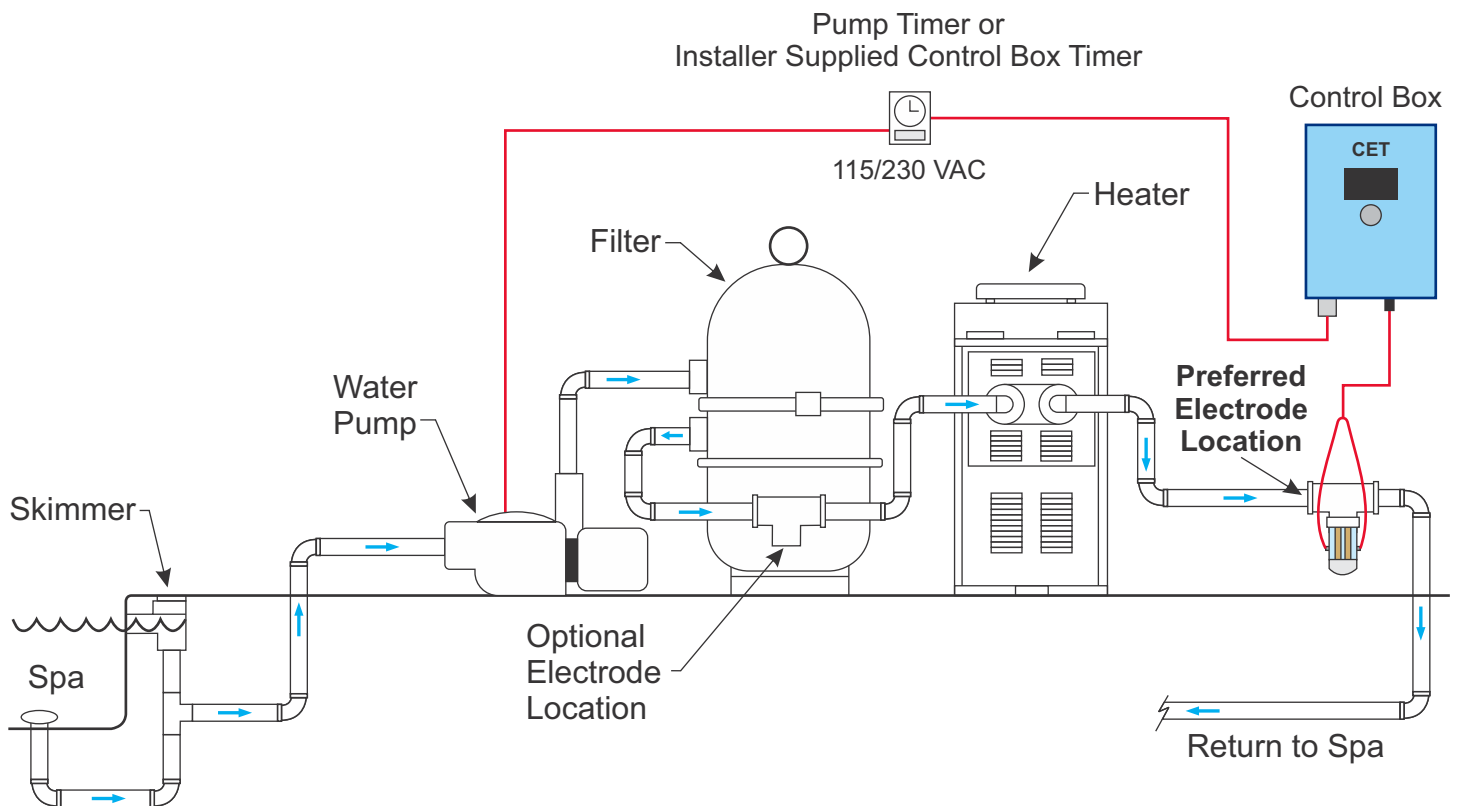 Pump Timer or
Installer Supplied Control Box Timer
Control Box
CET
115/230 VAC
Heater
Filter
Preferred
Electrode
Location
Water
Pump
Skimmer
Optional
Electrode
Location
Spa
Return to Spa